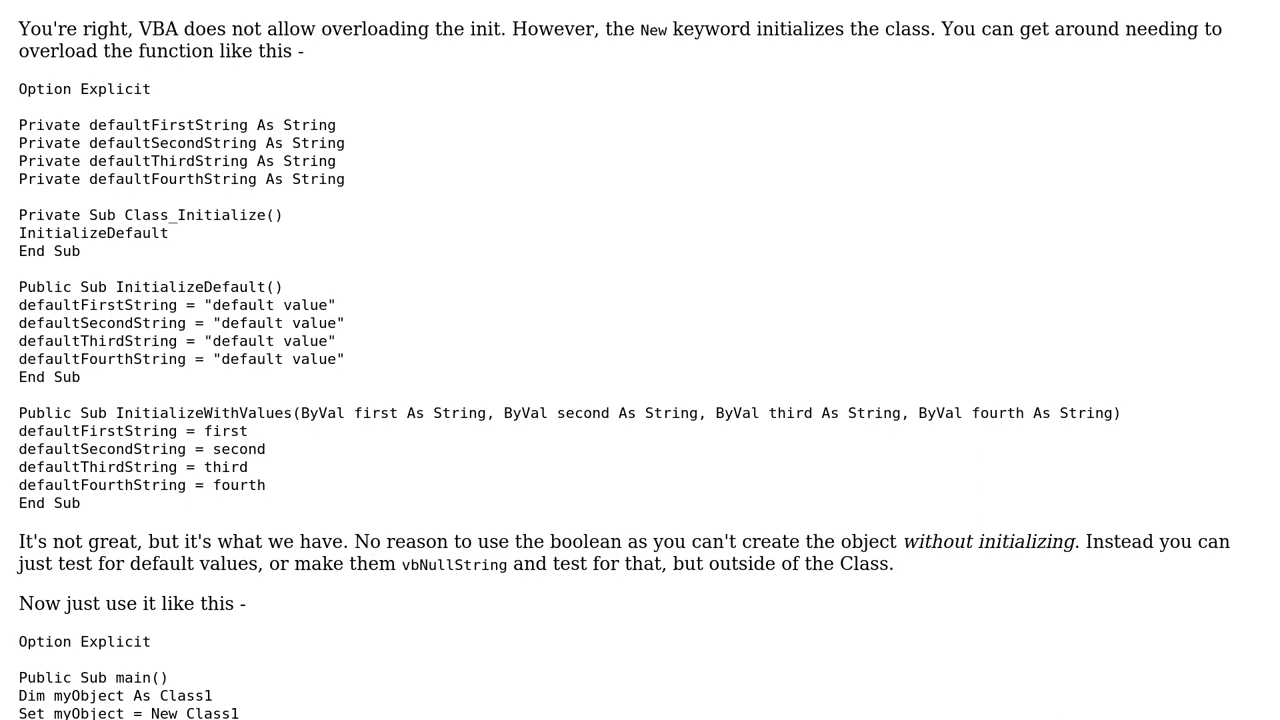 You're right, VBA does not allow overloading the init. However, the New keyword initializes the class. You can get around needing to
overload the function like this -
Option Explicit
Private defaultFirstString As String
Private defaultSecondString As String
Private defaultThirdString As String
Private defaultFourthString As String
Private Sub Class_Initialize()
InitializeDefault
End Sub
Public Sub InitializeDefault()
defaultFirstString = "default value"
defaultSecondString = "default value"
defaultThirdString = "default value"
defaultFourthString = "default value"
End Sub
Public Sub InitializeWithValues(ByVal first As String, ByVal second As String, ByVal third As String, ByVal fourth As String)
defaultFirstString = first
defaultSecondString = second
defaultThirdString = third
defaultFourthString = fourth
End Sub
It's not great, but it's what we have. No reason to use the boolean as you can't create the object without initializing. Instead you can
just test for default values, or make them vbNullString and test for that, but outside of the Class.
Now just use it like this -
Option Explicit
Public Sub main()
Dim myObject As Class1
Set myObject = New Class1